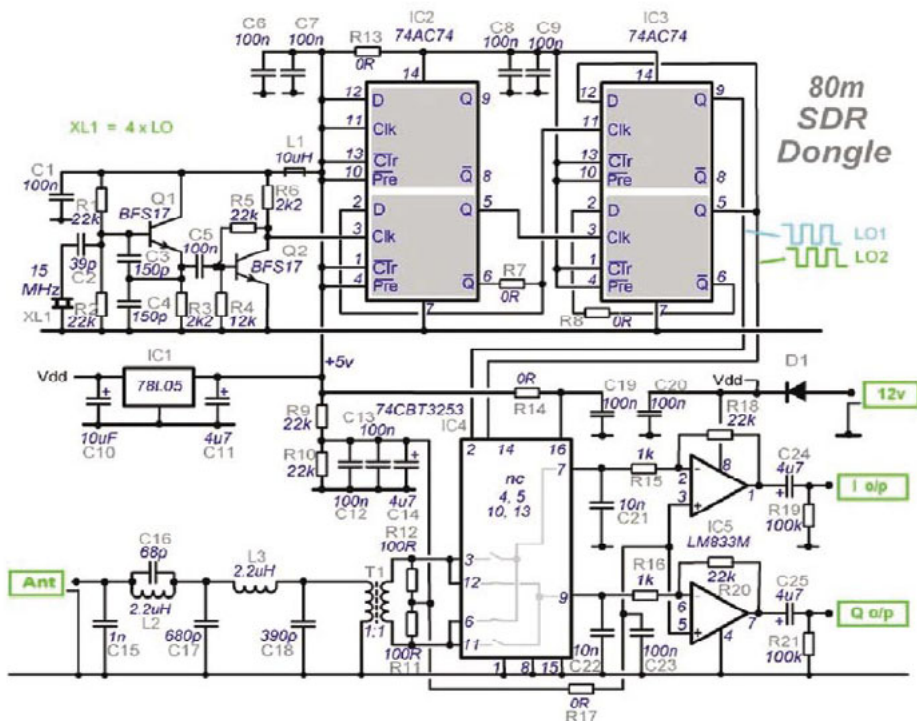 C6
100n
C7
100n
R13
0R
IC2
74AC74
C8
100n
C9
100n
IC3
74AC74
80m
SDR
Dongle
XL1 = 4 x LO
14
12
D
Q
9
11
Clk
13
CTr
10
Pre
Q
8
2
D
Q
5
3
Clk
1
CTr
4
Pre
Q
6
7
14
12
D
Q
9
11
Clk
13
CTr
10
Pre
Q
8
2
D
Q
5
3
Clk
1
CTr
4
Pre
Q
6
7
L1
10uH
C1
100n
R1
22k
Q1
BFS17
R5
22k
R6
2k2
C5
100n
Q2
BFS17
39p
C2
C3
150p
15
MHz
XL1
R2
22k
C4
150p
R3
2k2
R4
12k
R7
0R
R8
0R
LO1
LO2
IC1
78L05
Vdd
10uF
C10
4u7
C11
+5v
R9
22k
R10
22k
C13
100n
100n
C12
4u7
C14
74CBT3253
IC4
0R
R14
C19
100n
C20
100n
Vdd
D1
12v
R18
22k
2
14
16
nc
4, 5
10, 13
7
9
3
12
6
11
1
8
15
1k
R15
10n
C21
2
3
8
1
C24
4u7
R19
100k
I o/p
IC5
LM833M
R16
1k
22k
R20
6
5
7
4
C25
4u7
R21
100k
Q o/p
10n
C22
100n
C23
0R
R17
Ant
C16
68p
2.2uH
L2
1n
C15
680p
C17
L3
2.2uH
390p
C18
T1
1:1
R12
100R
100R
R11